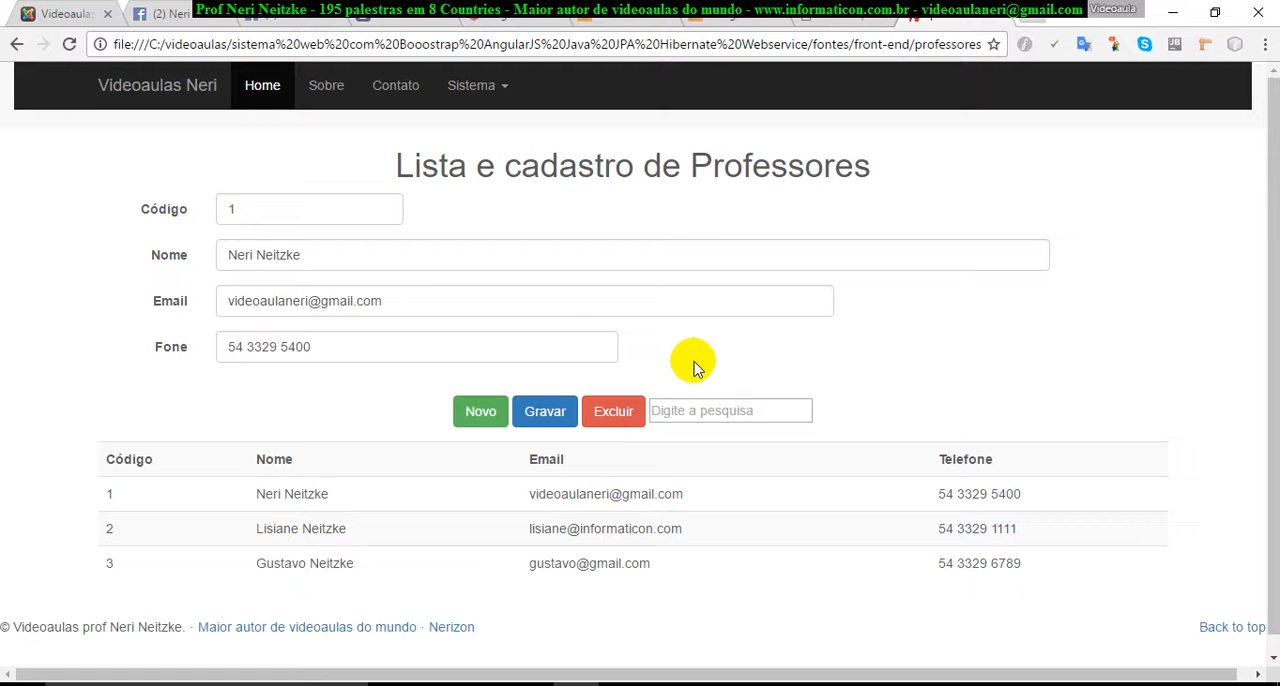 Prof Neri Neitzke - 195 palestras em 8 Countries - Maior autor de videoaulas do mundo - www.informaticon.com.br - videoaulaneri@gmail.com
Videoaula
Videoaulas
(2) Neri
file:///C:/videoaulas/sistema%20web%20com%20Booostrap%20AngularJS%20Java%20JPA%20Hibernate%20Webservice/fontes/front-end/professores
Videoaulas Neri Home Sobre Contato Sistema
Lista e cadastro de Professores
Código 1
Nome Neri Neitzke
Email videoaulaneri@gmail.com
Fone 54 3329 5400
Novo Gravar Excluir Digite a pesquisa
Código Nome Email Telefone
1 Neri Neitzke videoaulaneri@gmail.com 54 3329 5400
2 Lisiane Neitzke lisiane@informaticon.com 54 3329 1111
3 Gustavo Neitzke gustavo@gmail.com 54 3329 6789
© Videoaulas prof Neri Neitzke. · Maior autor de videoaulas do mundo · Nerizon Back to top